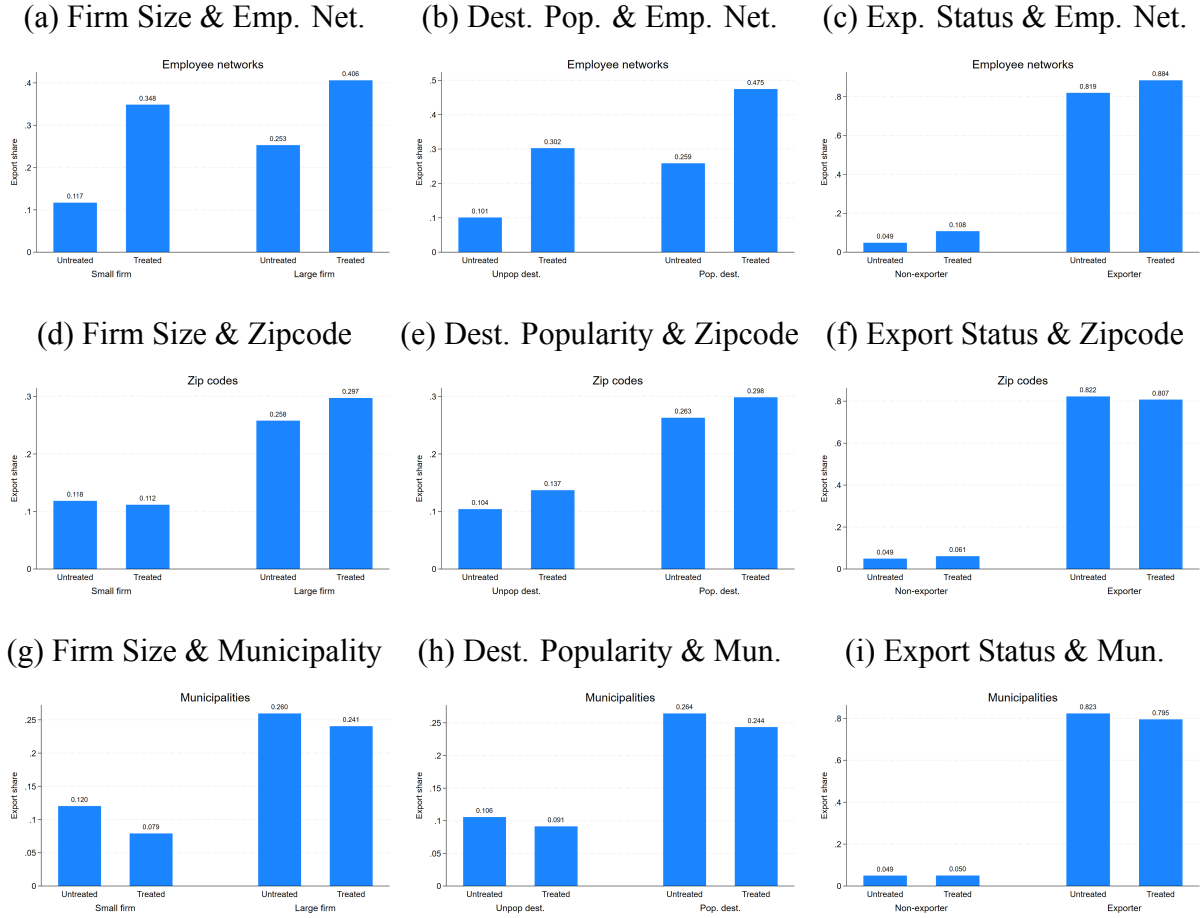 (a) Firm Size & Emp. Net.
Employee networks
Export share
.4
.3
.2
.1
0
0.117
0.348
0.253
0.406
Untreated Treated Untreated Treated
Small firm Large firm
(b) Dest. Pop. & Emp. Net.
Employee networks
Export share
.5
.4
.3
.2
.1
0
0.101
0.302
0.259
0.475
Untreated Treated Untreated Treated
Unpop dest. Pop. dest.
(c) Exp. Status & Emp. Net.
Employee networks
Export share
.8
.6
.4
.2
0
0.049
0.108
0.819
0.884
Untreated Treated Untreated Treated
Non-exporter Exporter
(d) Firm Size & Zipcode
Zip codes
Export share
.3
.2
.1
0
0.118
0.112
0.258
0.297
Untreated Treated Untreated Treated
Small firm Large firm
(e) Dest. Popularity & Zipcode
Zip codes
Export share
.3
.2
.1
0
0.104
0.137
0.263
0.298
Untreated Treated Untreated Treated
Unpop dest. Pop. dest.
(f) Export Status & Zipcode
Zip codes
Export share
.8
.6
.4
.2
0
0.049
0.061
0.822
0.807
Untreated Treated Untreated Treated
Non-exporter Exporter
(g) Firm Size & Municipality
Municipalities
Export share
.25
.2
.15
.1
.05
0
0.120
0.079
0.260
0.241
Untreated Treated Untreated Treated
Small firm Large firm
(h) Dest. Popularity & Mun.
Municipalities
Export share
.25
.2
.15
.1
.05
0
0.106
0.091
0.264
0.244
Untreated Treated Untreated Treated
Unpop dest. Pop. dest.
(i) Export Status & Mun.
Municipalities
Export share
.8
.6
.4
.2
0
0.049
0.050
0.823
0.795
Untreated Treated Untreated Treated
Non-exporter Exporter